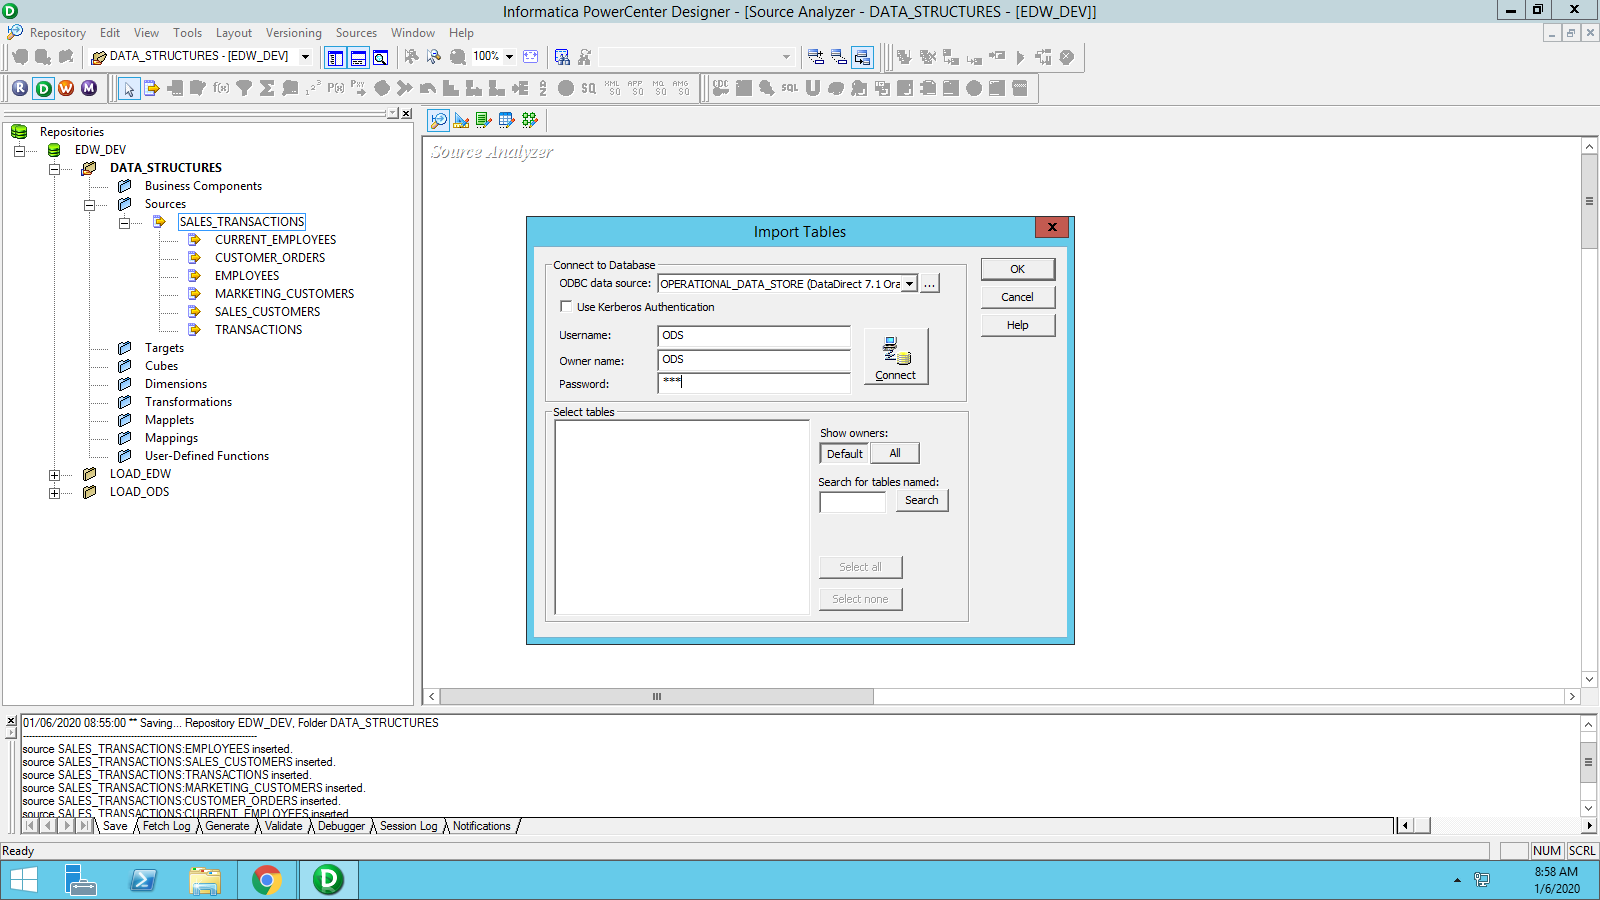 Informatica PowerCenter Designer - [Source Analyzer - DATA_STRUCTURES - [EDW_DEV]]
Repository Edit View Tools Layout Versioning Sources Window Help
DATA_STRUCTURES - [EDW_DEV]
100%
Repositories
EDW_DEV
DATA_STRUCTURES
Business Components
Sources
SALES_TRANSACTIONS
CURRENT_EMPLOYEES
CUSTOMER_ORDERS
EMPLOYEES
MARKETING_CUSTOMERS
SALES_CUSTOMERS
TRANSACTIONS
Targets
Cubes
Dimensions
Transformations
Mapplets
Mappings
User-Defined Functions
LOAD_EDW
LOAD_ODS
Source Analyzer
Import Tables
Connect to Database
ODBC data source: OPERATIONAL_DATA_STORE (DataDirect 7.1 Ora
...
Use Kerberos Authentication
Username: ODS
Owner name: ODS
Password: ***
Connect
OK
Cancel
Help
Select tables
Show owners:
Default All
Search for tables named:
Search
Select all
Select none
01/06/2020 08:55:00 ** Saving... Repository EDW_DEV, Folder DATA_STRUCTURES
source SALES_TRANSACTIONS:EMPLOYEES inserted.
source SALES_TRANSACTIONS:SALES_CUSTOMERS inserted.
source SALES_TRANSACTIONS:TRANSACTIONS inserted.
source SALES_TRANSACTIONS:MARKETING_CUSTOMERS inserted.
source SALES_TRANSACTIONS:CUSTOMER_ORDERS inserted.
source SALES_TRANSACTIONS:CURRENT_EMPLOYEES inserted.
Save Fetch Log Generate Validate Debugger Session Log Notifications
Ready
NUM SCRL
8:58 AM
1/6/2020